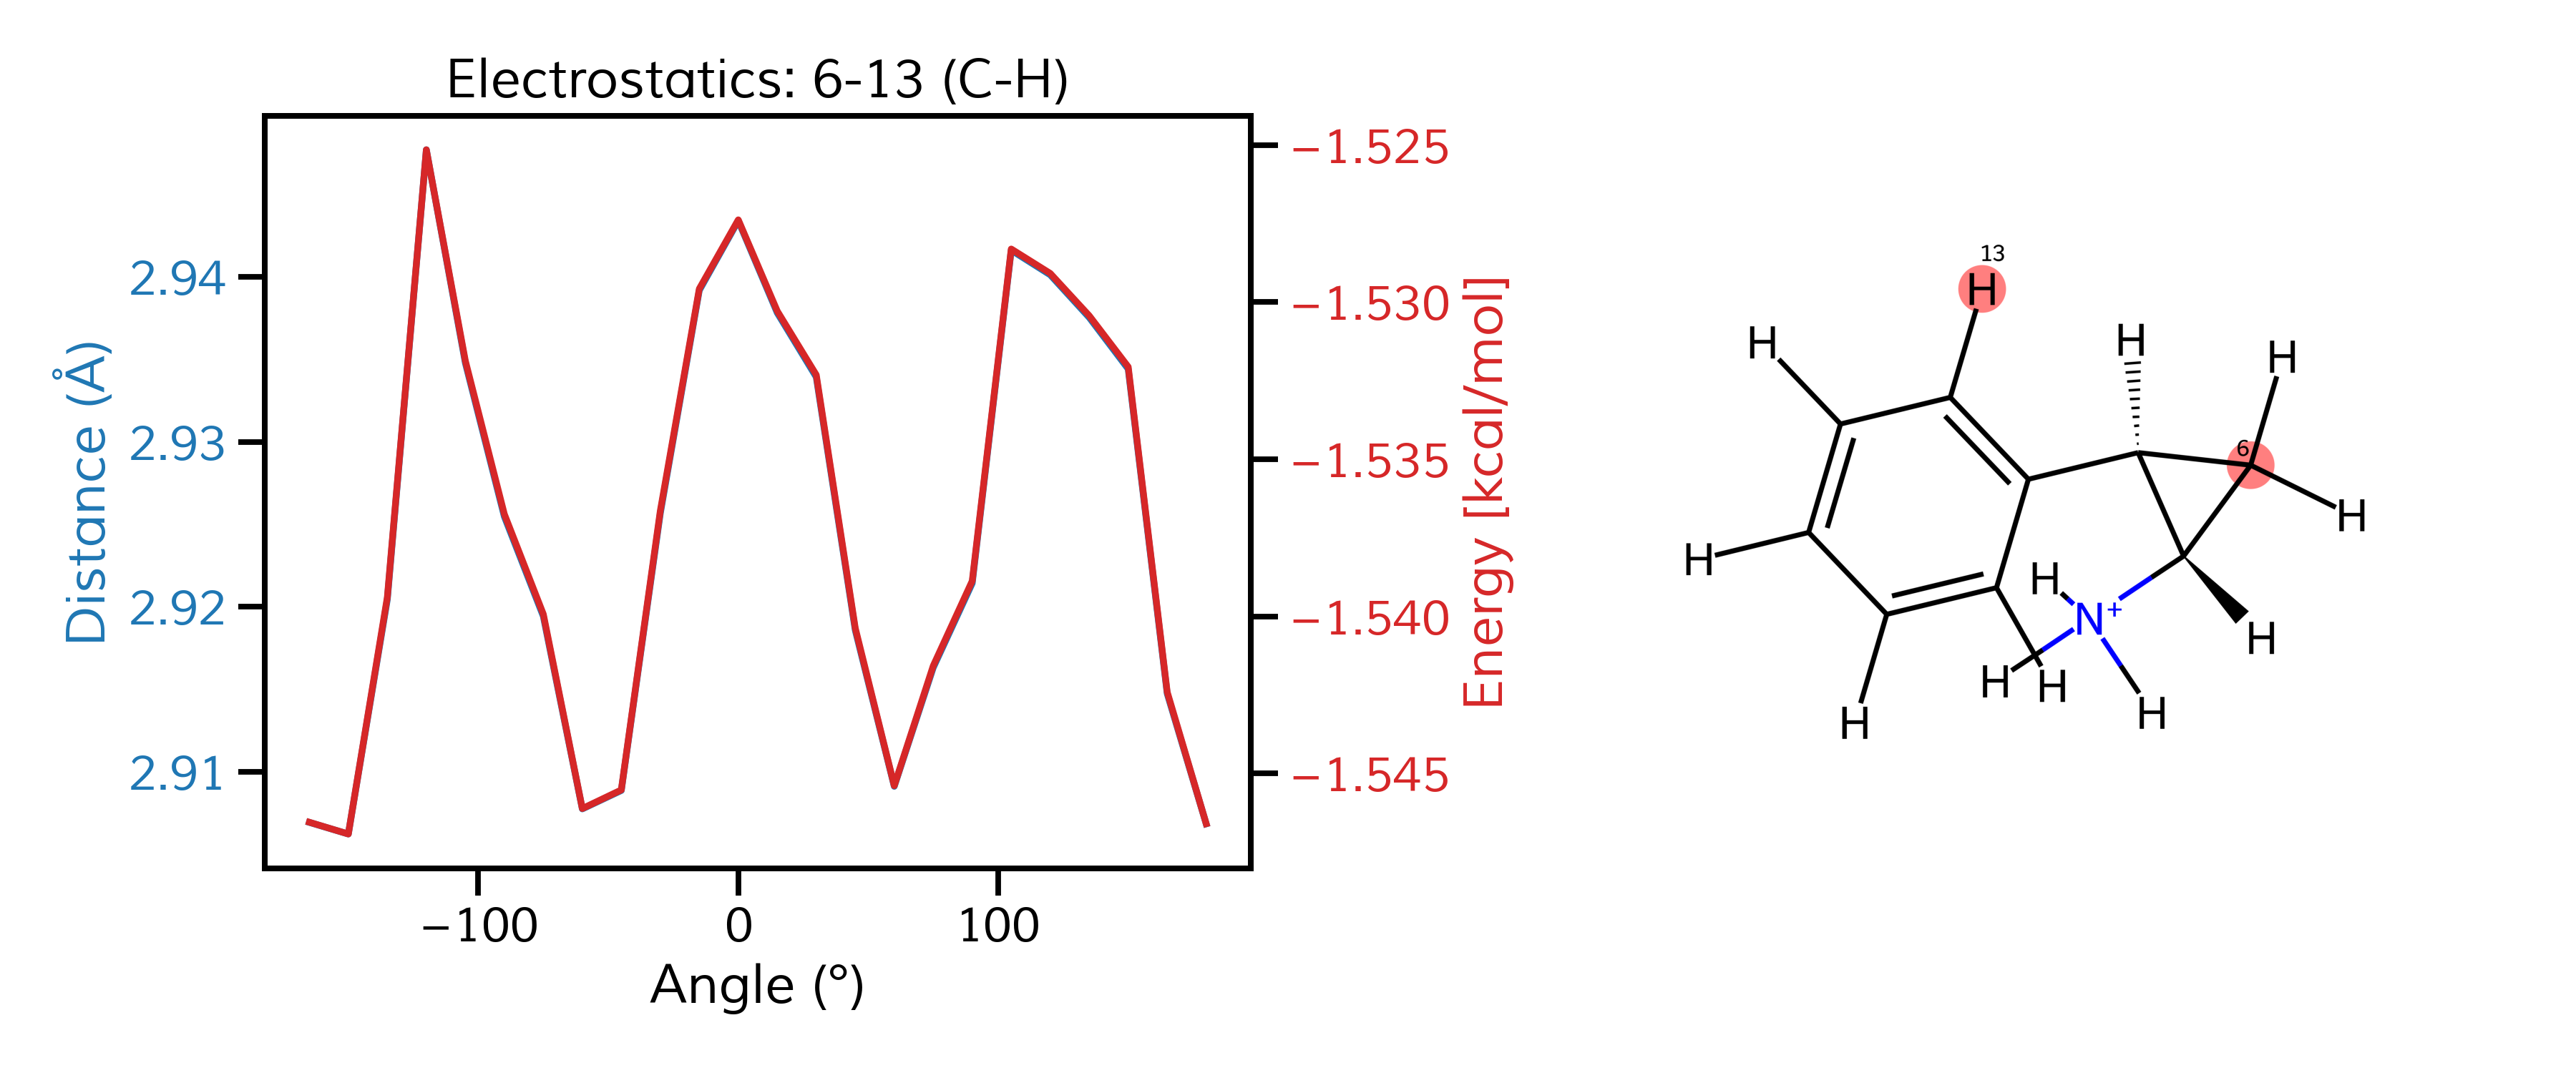 Electrostatics: 6-13 (C-H)
Distance (Å)
2.94
2.93
2.92
2.91
−1.525
−1.530
−1.535
−1.540
−1.545
Energy [kcal/mol]
−100 0 100
Angle (°)
13
H
H
H
H
6
H
H
H
N+
H
H
H
H
H